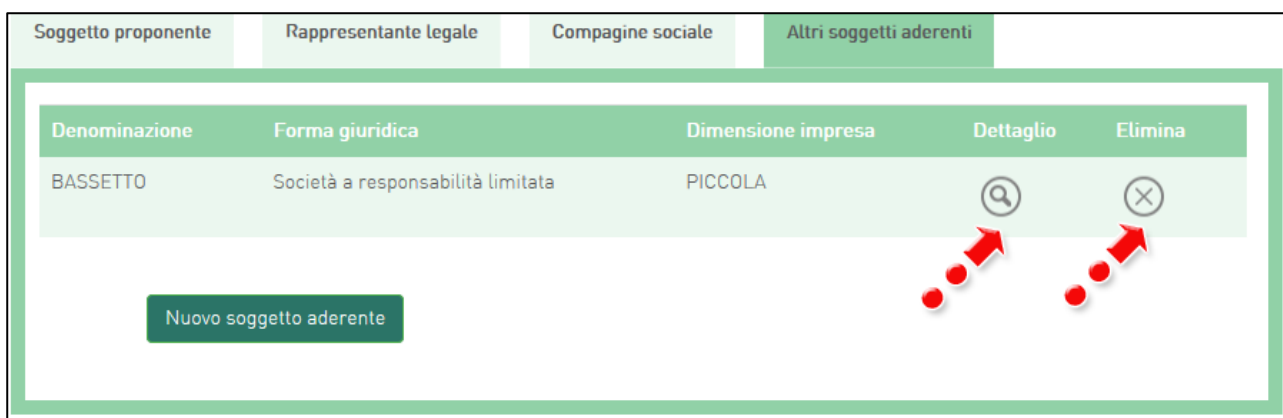 Soggetto proponente Rappresentante legale Compagine sociale Altri soggetti aderenti
Denominazione Forma giuridica Dimensione impresa Dettaglio Elimina
BASSETTO Società a responsabilità limitata PICCOLA
Nuovo soggetto aderente